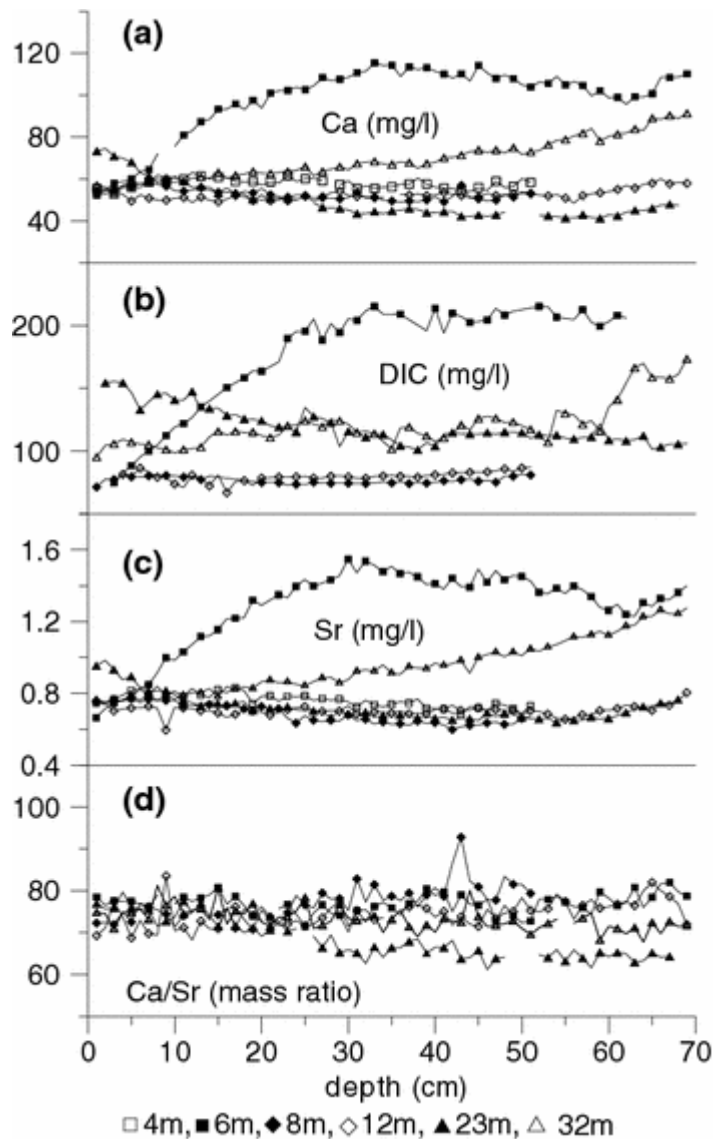 (a)
120
80
40
Ca (mg/l)
(b)
200
100
DIC (mg/l)
(c)
1.6
1.2
0.8
0.4
Sr (mg/l)
(d)
100
80
60
Ca/Sr (mass ratio)
0 10 20 30 40 50 60 70
depth (cm)
4m, 6m, 8m, 12m, 23m, 32m